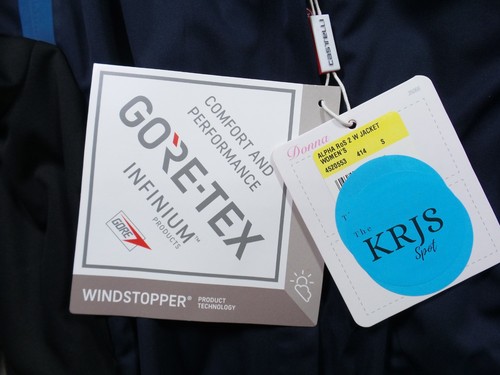 castelli
COMFORT AND
PERFORMANCE
GORE-TEX
INFINIUM™
PRODUCTS
GORE
WINDSTOPPER® PRODUCT
TECHNOLOGY
Donna
ALPHA RoS 2 W JACKET
WOMEN'S
4520553 414 S
The
KRJS
Spot